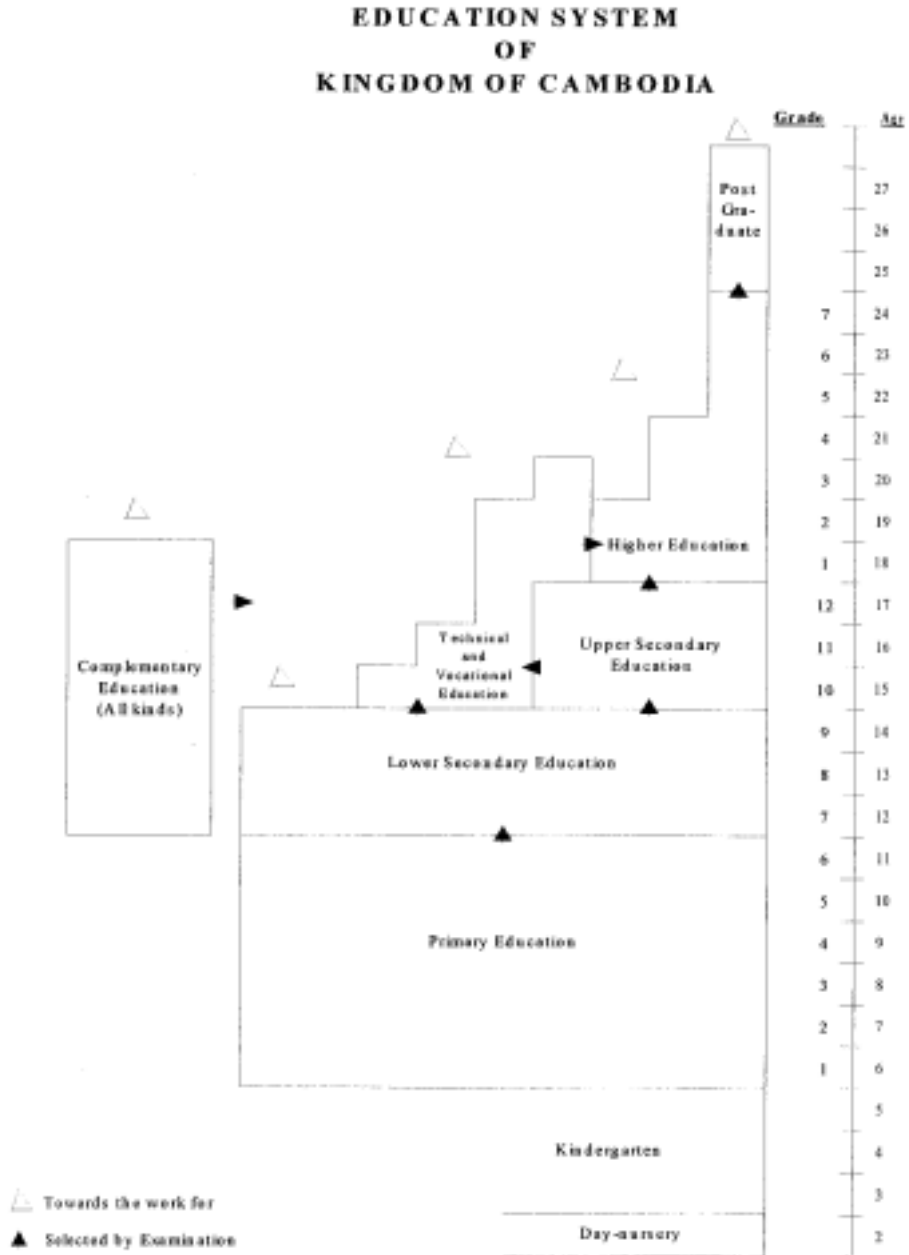 EDUCATION SYSTEM
OF
KINGDOM OF CAMBODIA
Grade Age
Post
Gra-
duate
27
26
25
7 24
6 23
5 22
4 21
3 20
2 19
Higher Education
1 18
12 17
Technical
and
Vocational
Education
Upper Secondary
Education
11 16
10 15
Complementary
Education
(All kinds)
9 14
Lower Secondary Education
8 13
7 12
6 11
5 10
Primary Education
4 9
3 8
2 7
1 6
5
Kindergarten
4
3
Day-nursery
2
Towards the work for
Selected by Examination